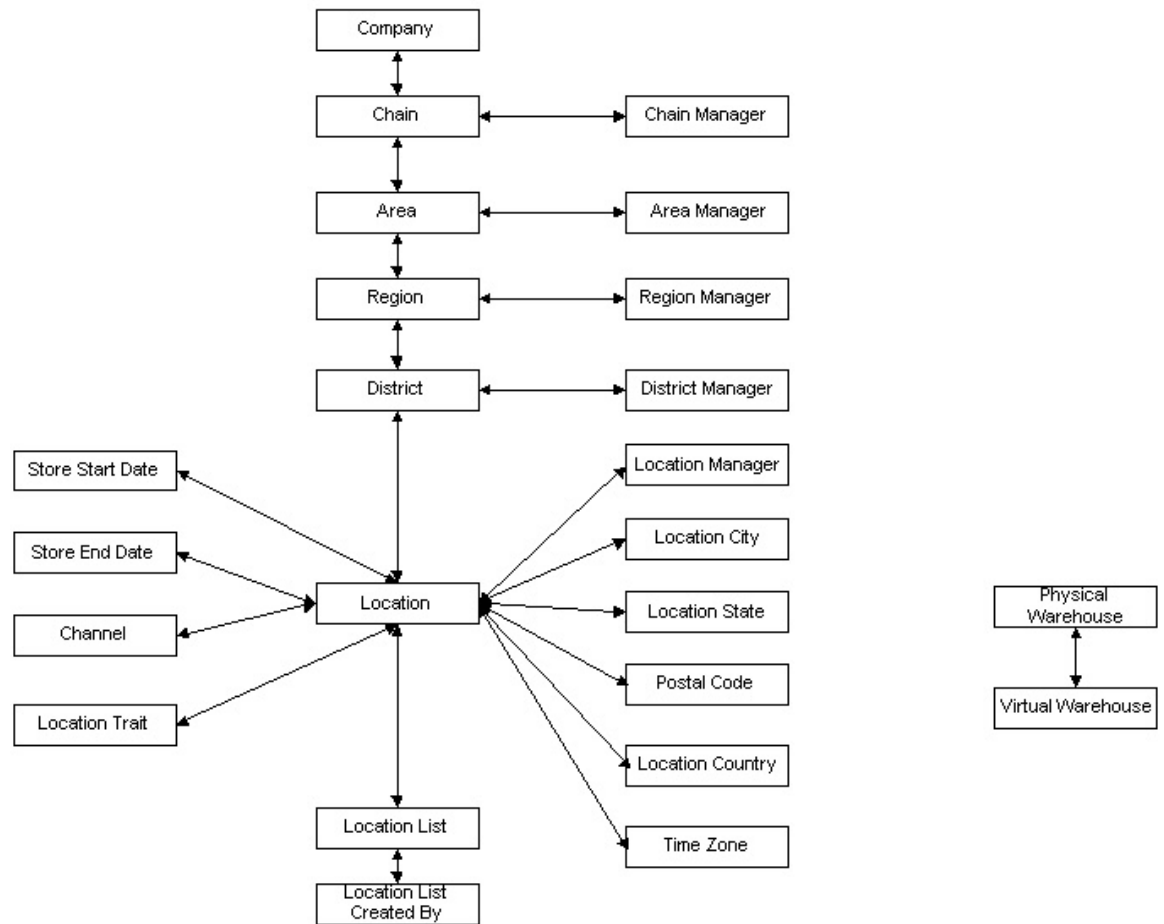 Company
Chain
Chain Manager
Area
Area Manager
Region
Region Manager
District
District Manager
Store Start Date
Location Manager
Store End Date
Location City
Location
Location State
Physical
Warehouse
Channel
Postal Code
Virtual Warehouse
Location Trait
Location Country
Location List
Time Zone
Location List
Created By